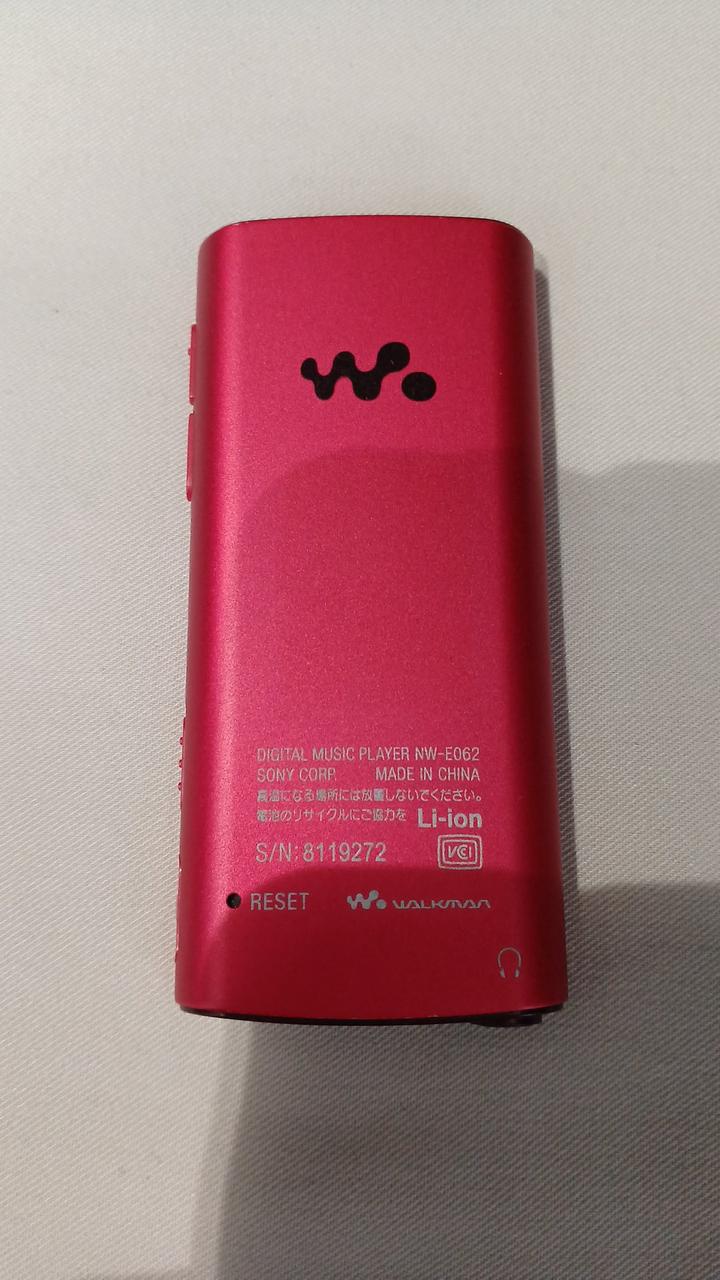 DIGITAL MUSIC PLAYER NW-E062
SONY CORP. MADE IN CHINA
高温になる場所には放置しないでください。
電池のリサイクルにご協力を Li-ion
S/N: 8119272 VCCI
RESET W. WALKMAN